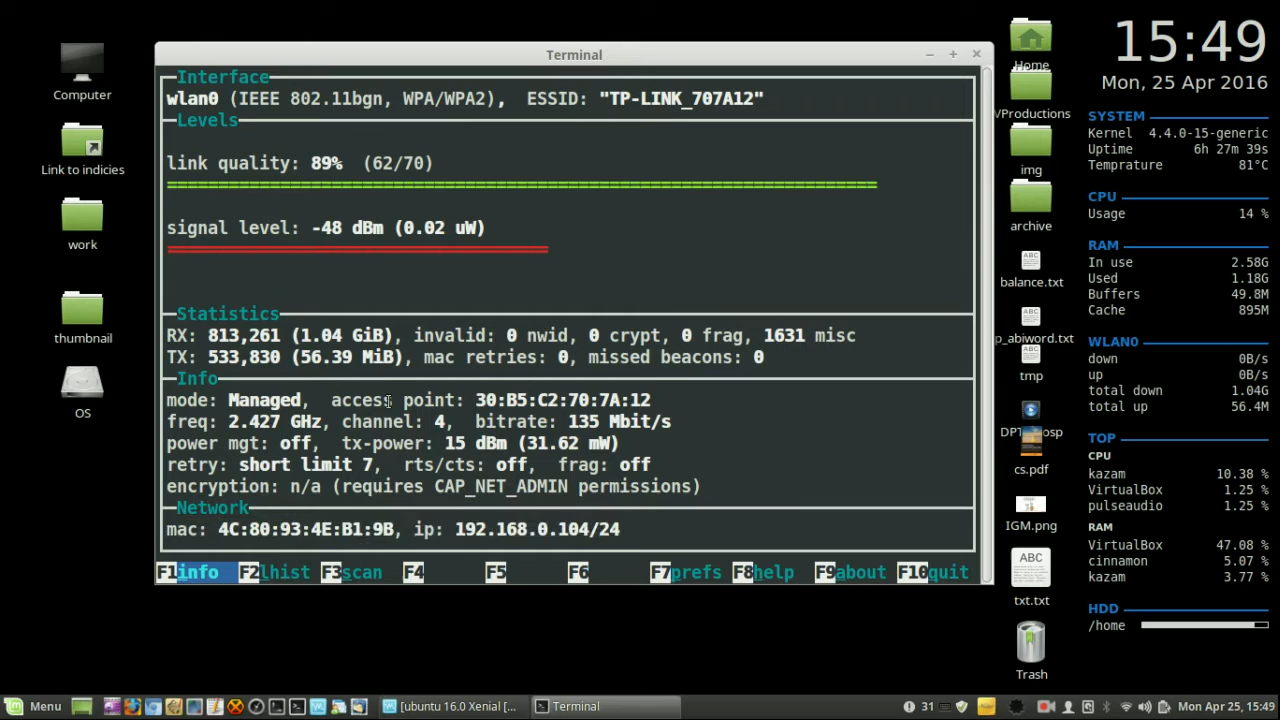 Computer
Link to indicies
work
thumbnail
OS
Terminal
Interface
wlan0 (IEEE 802.11bgn, WPA/WPA2), ESSID: "TP-LINK_707A12"
Levels
link quality: 89% (62/70)
signal level: -48 dBm (0.02 uW)
Statistics
RX: 813,261 (1.04 GiB), invalid: 0 nwid, 0 crypt, 0 frag, 1631 misc
TX: 533,830 (56.39 MiB), mac retries: 0, missed beacons: 0
Info
mode: Managed, access point: 30:B5:C2:70:7A:12
freq: 2.427 GHz, channel: 4, bitrate: 135 Mbit/s
power mgt: off, tx-power: 15 dBm (31.62 mW)
retry: short limit 7, rts/cts: off, frag: off
encryption: n/a (requires CAP_NET_ADMIN permissions)
Network
mac: 4C:80:93:4E:B1:9B, ip: 192.168.0.104/24
F1info F2lhist F3scan F4 F5 F6 F7prefs F8help F9about F10quit
Home
VProductions
img
archive
balance.txt
p_abiword.txt
tmp
DPT osp
cs.pdf
IGM.png
ABC
txt.txt
Trash
15:49
Mon, 25 Apr 2016
SYSTEM
Kernel 4.4.0-15-generic
Uptime 6h 27m 39s
Temprature 81°C
CPU
Usage 14 %
RAM
In use 2.58G
Used 1.18G
Buffers 49.8M
Cache 895M
WLAN0
down 0B/s
up 0B/s
total down 1.04G
total up 56.4M
TOP
CPU
kazam 10.38 %
VirtualBox 1.25 %
pulseaudio 1.25 %
RAM
VirtualBox 47.08 %
cinnamon 5.07 %
kazam 3.77 %
HDD
/home
Menu
[ubuntu 16.0 Xenial [...
Terminal
31
Mon Apr 25, 15:49